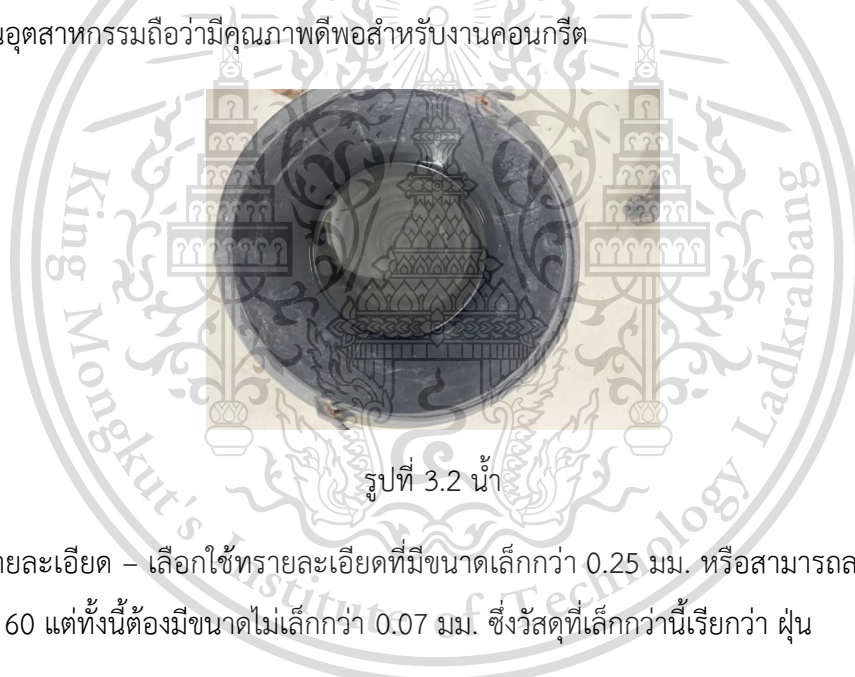 นอุตสาหกรรมถือว่ามีคุณภาพดีพอสำหรับงานคอนกรีต
King Mongkut's Institute of Technology Ladkrabang
รูปที่ 3.2 น้ำ
ายละเอียด – เลือกใช้ทรายละเอียดที่มีขนาดเล็กกว่า 0.25 มม. หรือสามารถล
60 แต่ทั้งนี้ต้องมีขนาดไม่เล็กกว่า 0.07 มม. ซึ่งวัสดุที่เล็กกว่านี้เรียกว่า ฝุ่น